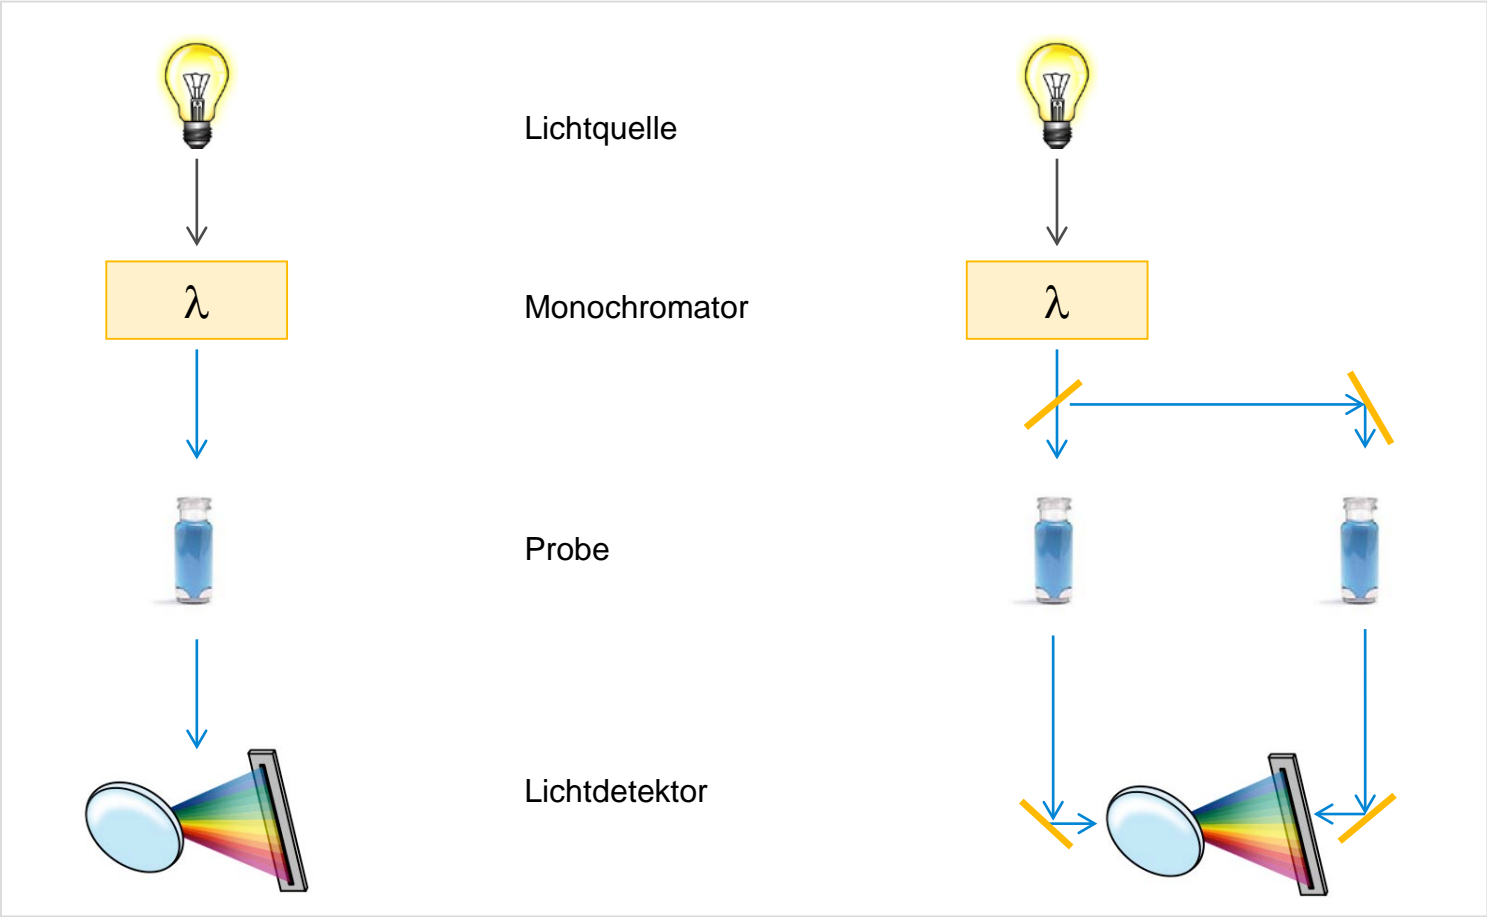 Lichtquelle
λ
Monochromator
λ
Probe
Lichtdetektor